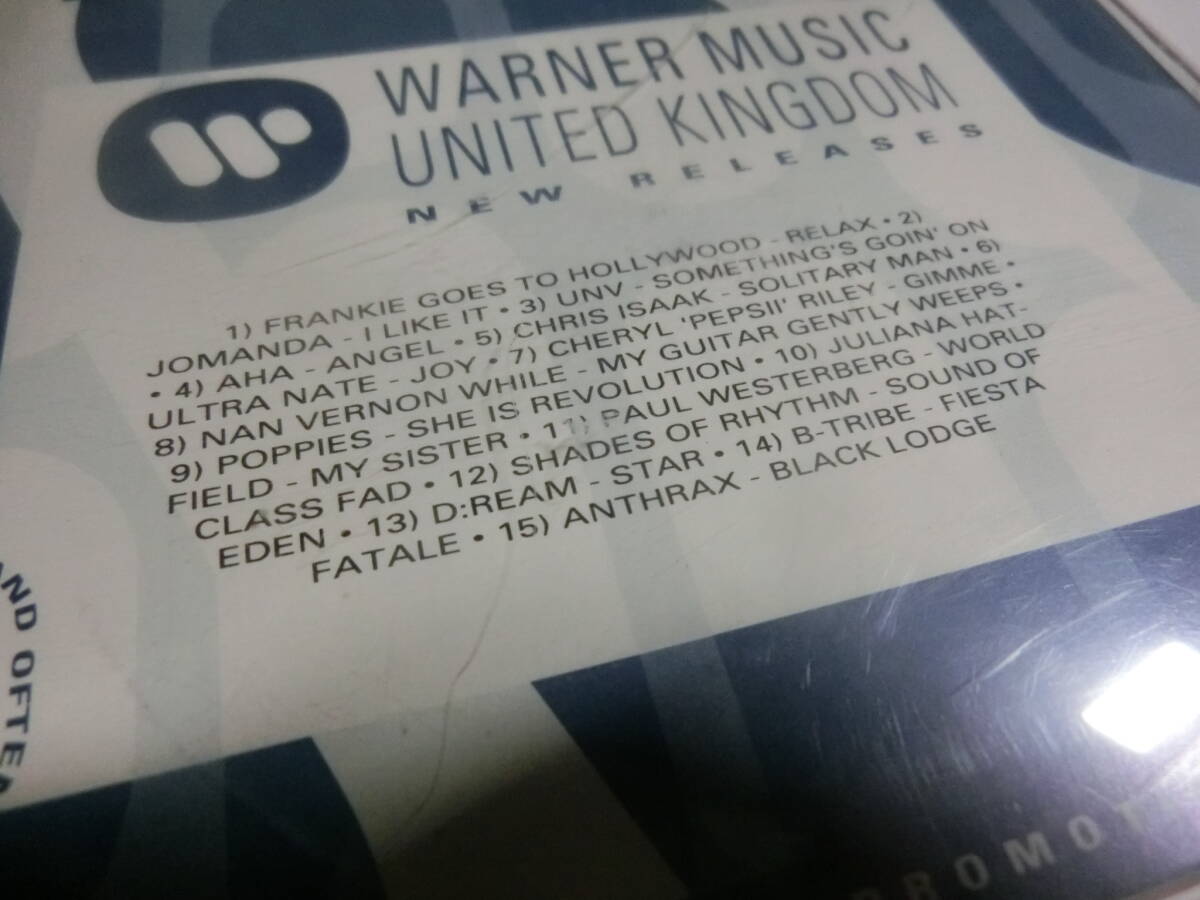 WARNER MUSIC
UNITED KINGDOM
NEW RELEASES
1) FRANKIE GOES TO HOLLYWOOD - RELAX • 2)
JOMANDA - I LIKE IT • 3) UNV - SOMETHING'S GOIN' ON
• 4) AHA - ANGEL • 5) CHRIS ISAAK - SOLITARY MAN • 6)
ULTRA NATE - JOY • 7) CHERYL 'PEPSII' RILEY - GIMME •
8) NAN VERNON WHILE - MY GUITAR GENTLY WEEPS •
9) POPPIES - SHE IS REVOLUTION • 10) JULIANA HAT-
FIELD - MY SISTER • 11) PAUL WESTERBERG - WORLD
CLASS FAD • 12) SHADES OF RHYTHM - SOUND OF
EDEN • 13) D:REAM - STAR • 14) B-TRIBE - FIESTA
FATALE • 15) ANTHRAX - BLACK LODGE
AND OFTEN